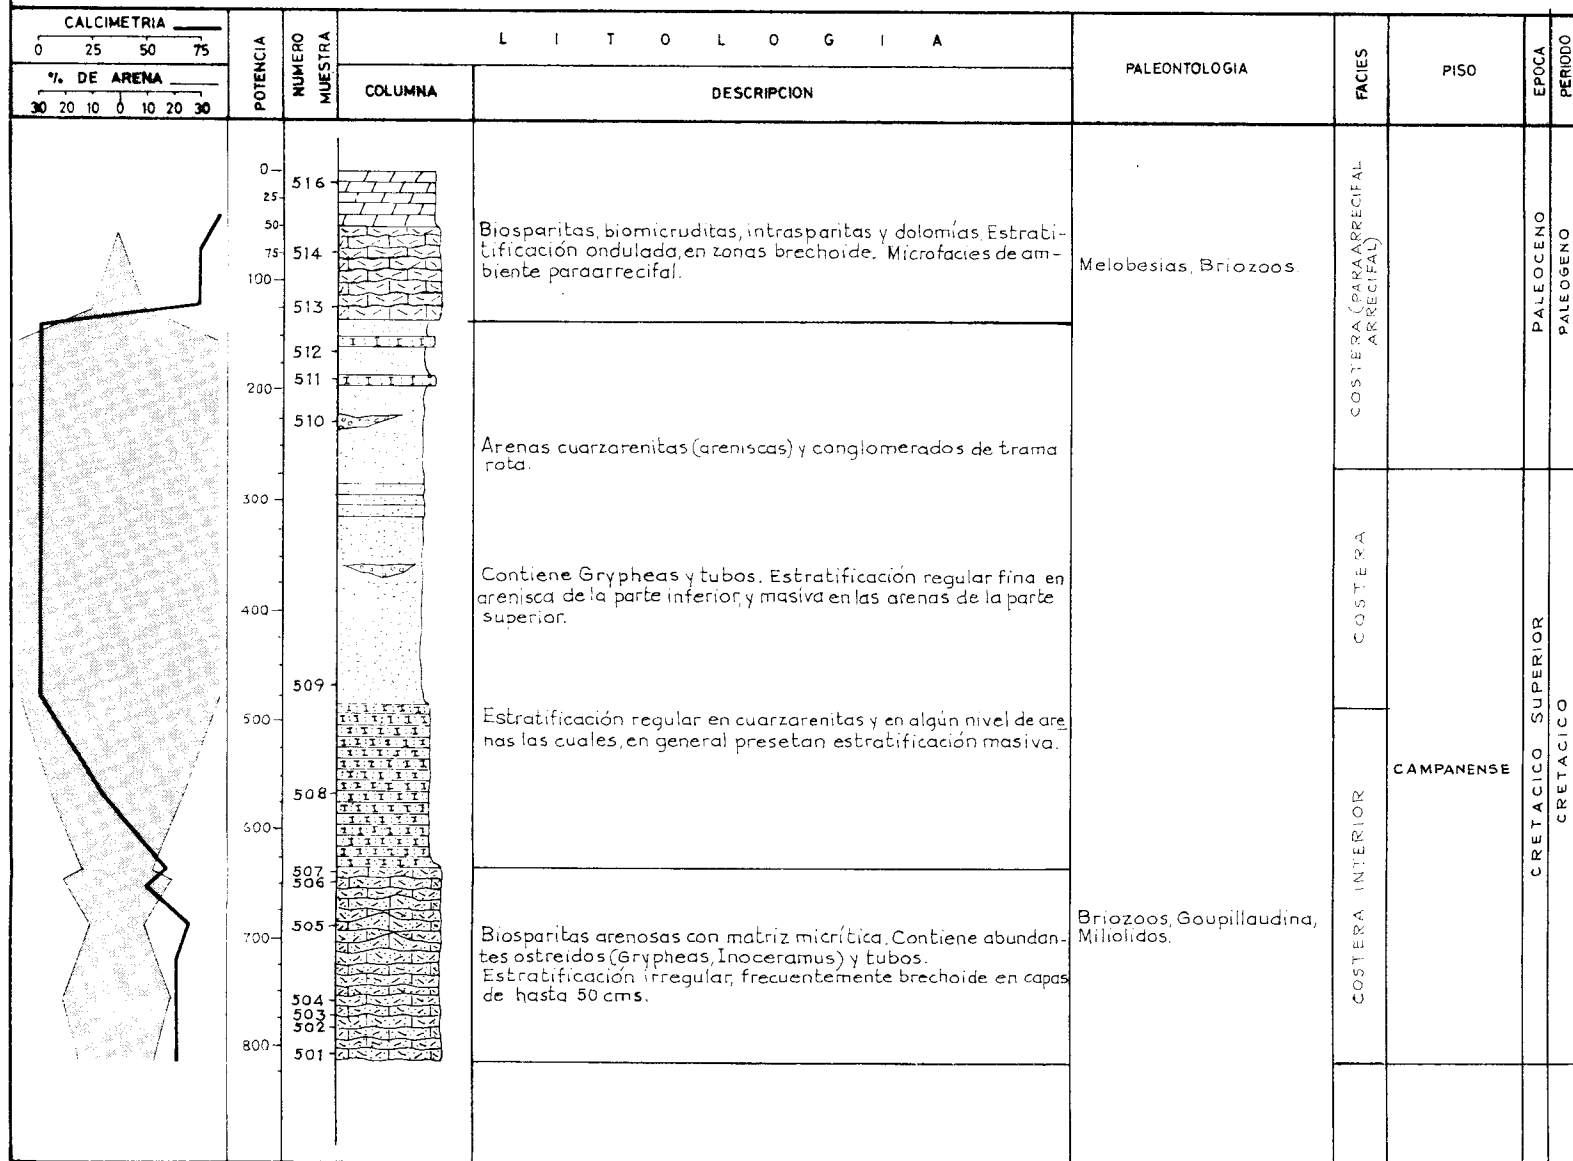 CALCIMETRIA
0 25 50 75
% DE ARENA
30 20 10 0 10 20 30
POTENCIA
NUMERO MUESTRA
L I T O L O G I A
COLUMNA
DESCRIPCION
PALEONTOLOGIA
FACIES
PISO
EPOCA
PERIODO
0
25
50
75
100
200
300
400
500
600
700
800
516
514
513
512
511
510
509
508
507
506
505
504
503
502
501
Biosparitas, biomicruditas, intrasparitas y dolomías. Estrati-
tificación ondulada, en zonas brechoide. Microfacies de am-
biente paraarrecifal.
Arenas cuarzarenitas (areniscas) y conglomerados de trama
rota.
Contiene Grypheas y tubos. Estratificación regular fina en
arenisca de la parte inferior, y masiva en las arenas de la parte
superior.
Estratificación regular en cuarzarenitas y en algún nivel de are
nas las cuales, en general presetan estratificación masiva.
Biosparitas arenosas con matriz micrítica. Contiene abundan-
tes ostreidos (Grypheas, Inoceramus) y tubos.
Estratificación irregular, frecuentemente brechoide en capas
de hasta 50 cms.
Melobesias, Briozoos.
Briozoos, Goupillaudina,
Miliolidos.
COSTERA (PARAARRECIFAL
ARRECIFAL)
COSTERA
COSTERA INTERIOR
CAMPANENSE
PALEOCENO
CRETACICO SUPERIOR
PALEOGENO
CRETACICO